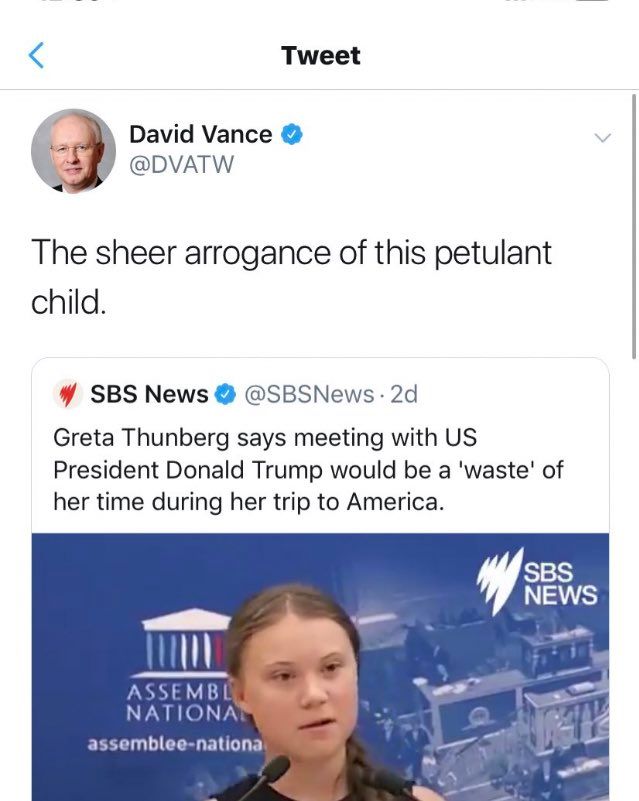 Tweet
David Vance
@DVATW
The sheer arrogance of this petulant
child.
SBS News @SBSNews · 2d
Greta Thunberg says meeting with US
President Donald Trump would be a 'waste' of
her time during her trip to America.
SBS
NEWS
ASSEMBL
NATIONA
assemblee-nationa